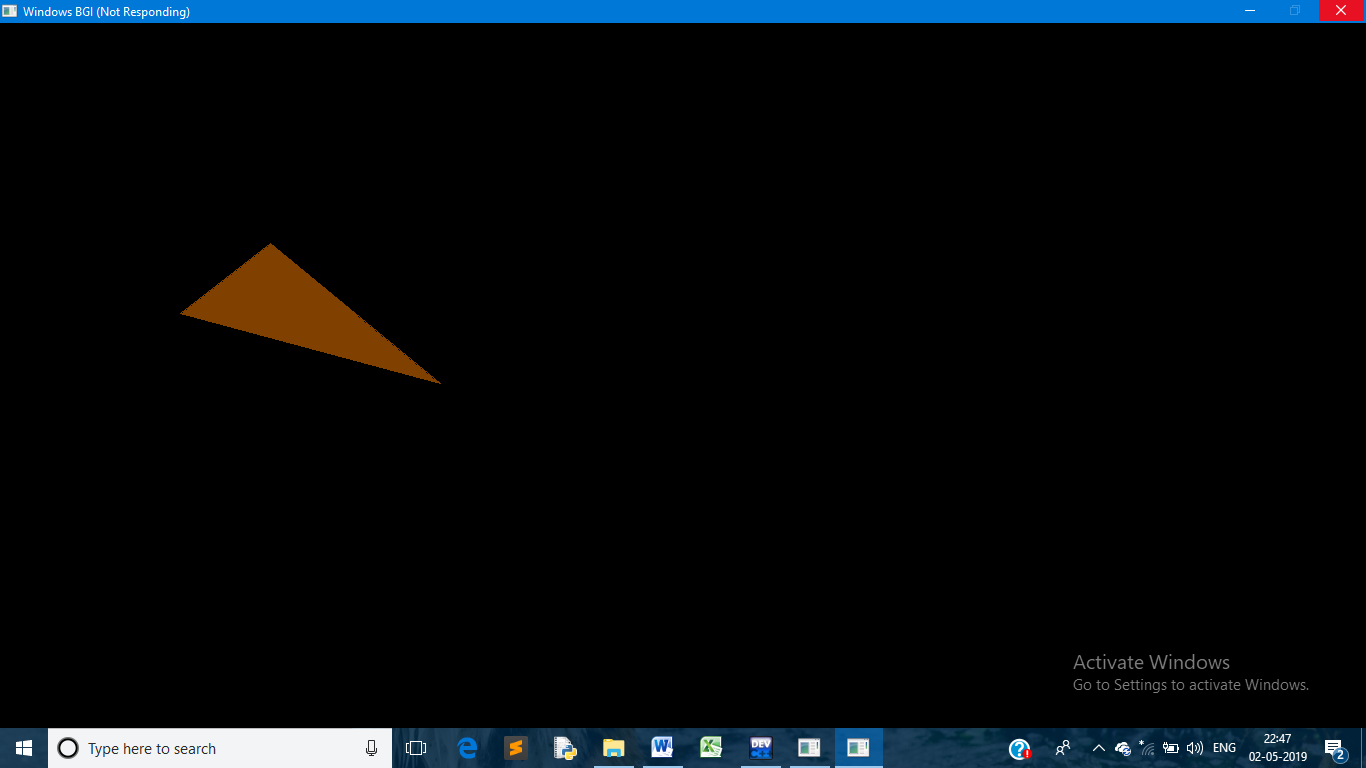 Windows BGI (Not Responding)
Activate Windows
Go to Settings to activate Windows.
Type here to search
DEV
ENG
22:47
02-05-2019
2